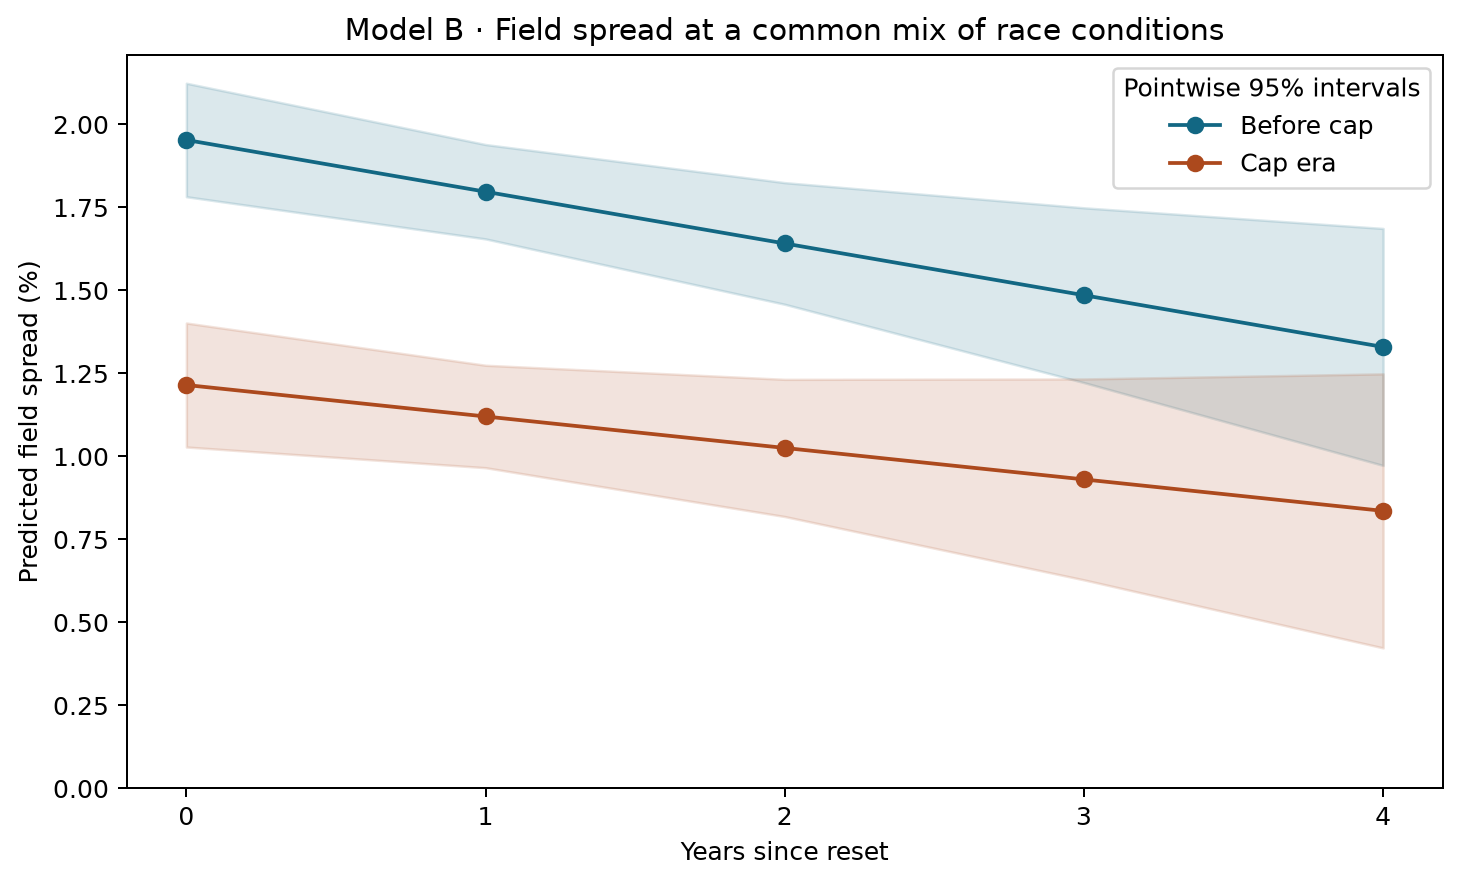 Model B · Field spread at a common mix of race conditions
Pointwise 95% intervals
Before cap
Cap era
Predicted field spread (%)
2.00
1.75
1.50
1.25
1.00
0.75
0.50
0.25
0.00
0 1 2 3 4
Years since reset